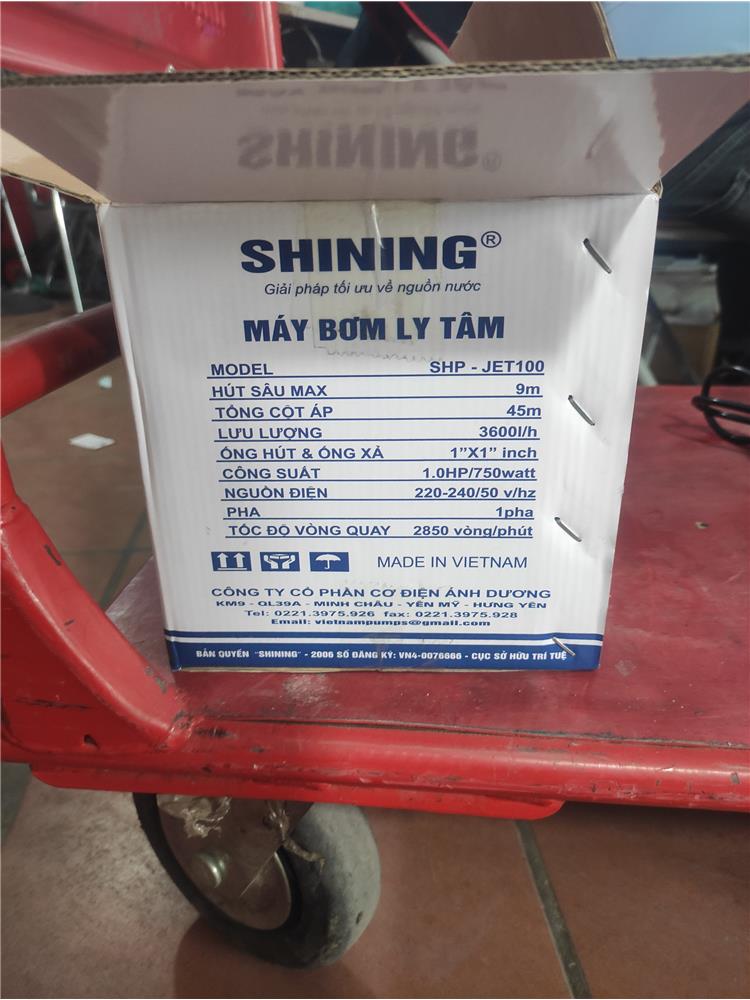 SHINING®
SHINING®
Giải pháp tối ưu về nguồn nước
MÁY BƠM LY TÂM
MODEL SHP - JET100
HÚT SÂU MAX 9m
TỔNG CỘT ÁP 45m
LƯU LƯỢNG 3600l/h
ỐNG HÚT & ỐNG XẢ 1”X1” inch
CÔNG SUẤT 1.0HP/750watt
NGUỒN ĐIỆN 220-240/50 v/hz
PHA 1pha
TỐC ĐỘ VÒNG QUAY 2850 vòng/phút
MADE IN VIETNAM
CÔNG TY CỔ PHẦN CƠ ĐIỆN ÁNH DƯƠNG
KM9 - QL39A - MINH CHÂU - YÊN MỸ - HƯNG YÊN
Tel: 0221.3975.926 fax: 0221.3975.928
Email: vietnampumps@gmail.com
BẢN QUYỀN "SHINING" - 2006 SỐ ĐĂNG KÝ: VN4-0076666 - CỤC SỞ HỮU TRÍ TUỆ